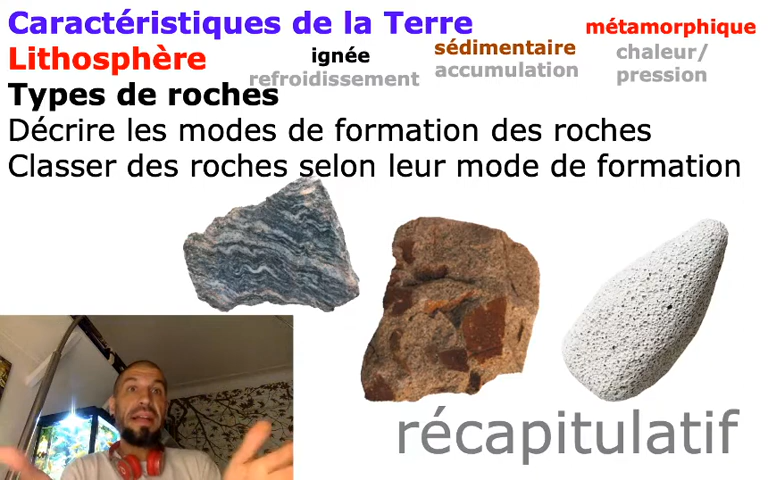 Caractéristiques de la Terre
Lithosphère
Types de roches
ignée
refroidissement
sédimentaire
accumulation
métamorphique
chaleur/
pression
Décrire les modes de formation des roches
Classer des roches selon leur mode de formation
récapitulatif